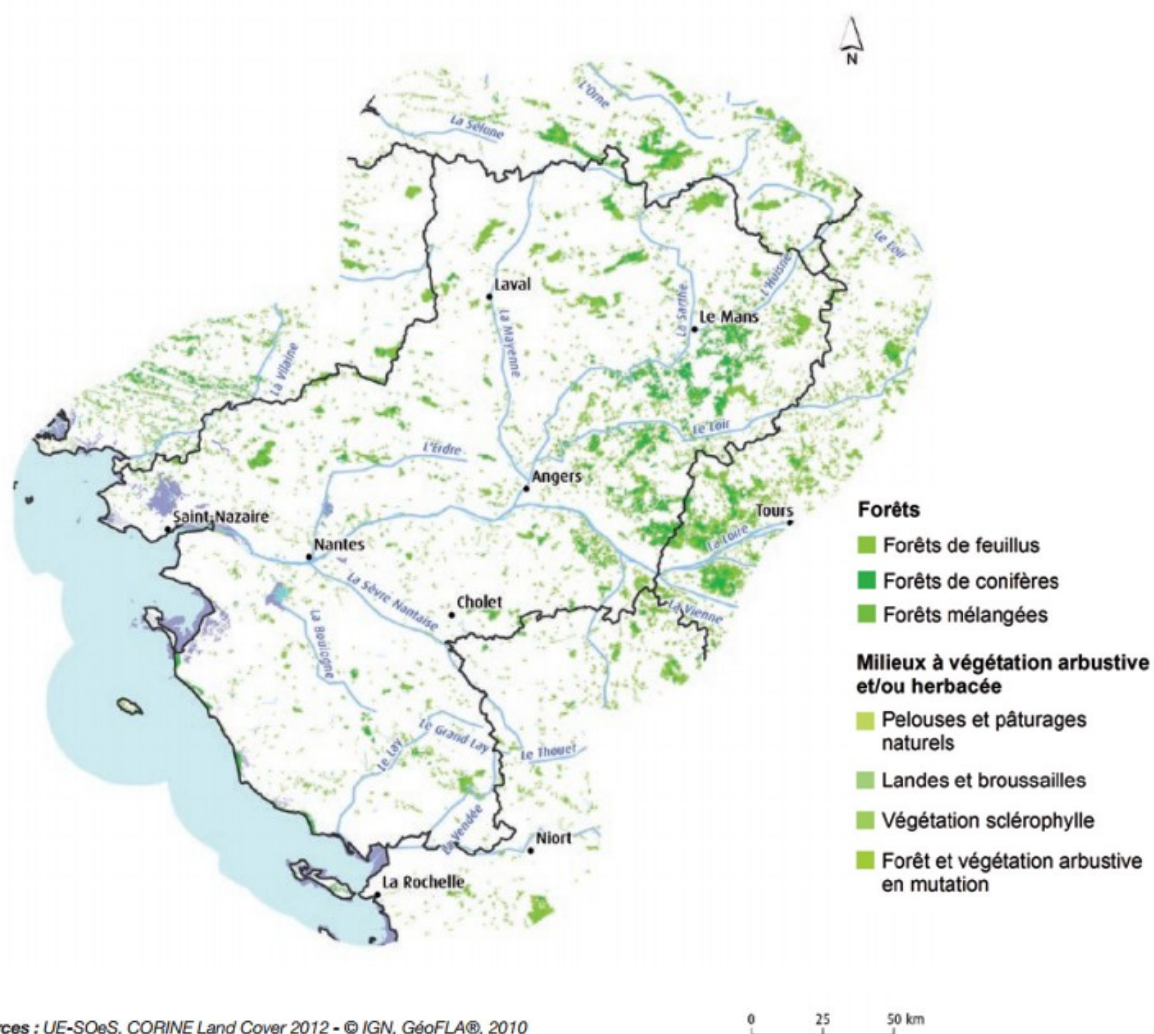 N
L'Orne
La Sélune
Le Loir
L'Huisne
Laval
La Sarthe
Le Mans
La Mayenne
La Vilaine
Le Loir
L'Erdre
Angers
Saint-Nazaire
Tours
La Loire
Nantes
La Sèvre Nantaise
Cholet
La Vienne
La Boulogne
Le Grand Lay
Le Lay
Le Thouet
La Vendée
Niort
La Rochelle
Forêts
Forêts de feuillus
Forêts de conifères
Forêts mélangées
Milieux à végétation arbustive
et/ou herbacée
Pelouses et pâturages
naturels
Landes et broussailles
Végétation sclérophylle
Forêt et végétation arbustive
en mutation
rces : UE-SOeS, CORINE Land Cover 2012 - © IGN, GéoFLA®, 2010
0 25 50 km